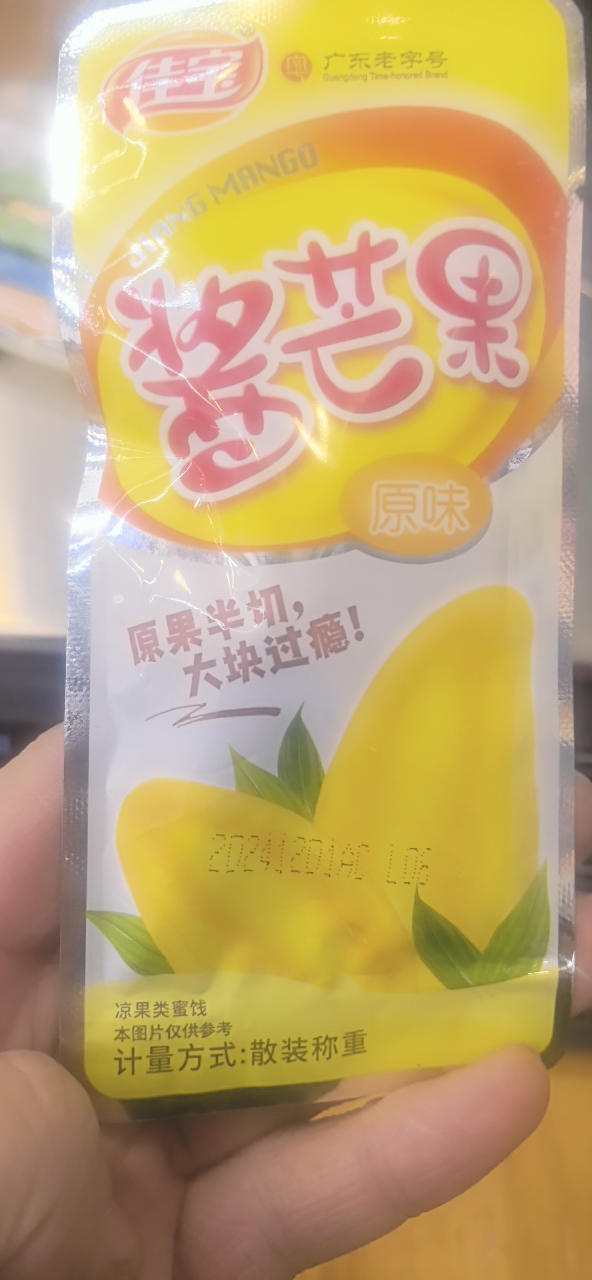 佳宝
广东老字号
Guangdong Time-honored Brand
JIANG MANGO
酱芒果
原味
原果半切，
大块过瘾！
20241201AC L06
凉果类蜜饯
本图片仅供参考
计量方式:散装称重